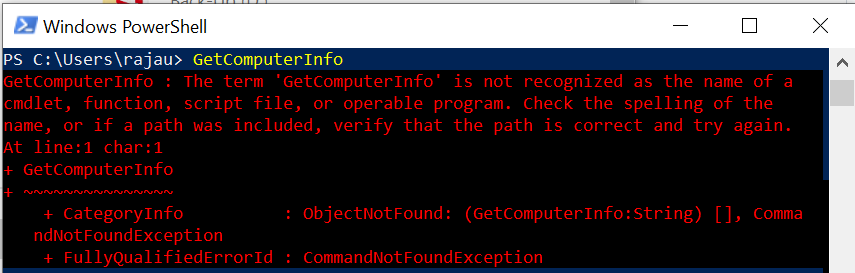 Windows PowerShell
PS C:\Users\rajau> GetComputerInfo
GetComputerInfo : The term 'GetComputerInfo' is not recognized as the name of a
cmdlet, function, script file, or operable program. Check the spelling of the
name, or if a path was included, verify that the path is correct and try again.
At line:1 char:1
+ GetComputerInfo
+ ~~~~~~~~~~~~~~~
    + CategoryInfo          : ObjectNotFound: (GetComputerInfo:String) [], Comma
   ndNotFoundException
    + FullyQualifiedErrorId : CommandNotFoundException